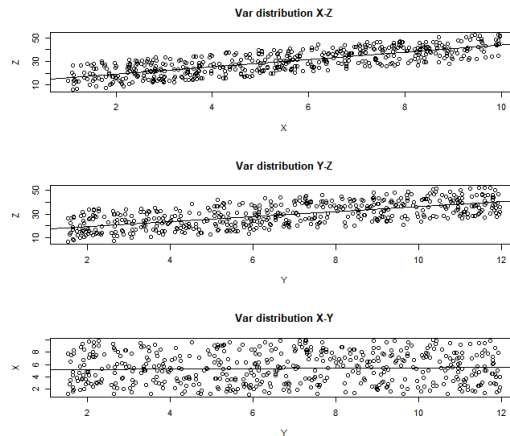 Var distribution X-Z
50
30
10
Z
2 4 6 8 10
X
Var distribution Y-Z
50
30
10
Z
2 4 6 8 10 12
Y
Var distribution X-Y
8
6
4
2
X
2 4 6 8 10 12
Y